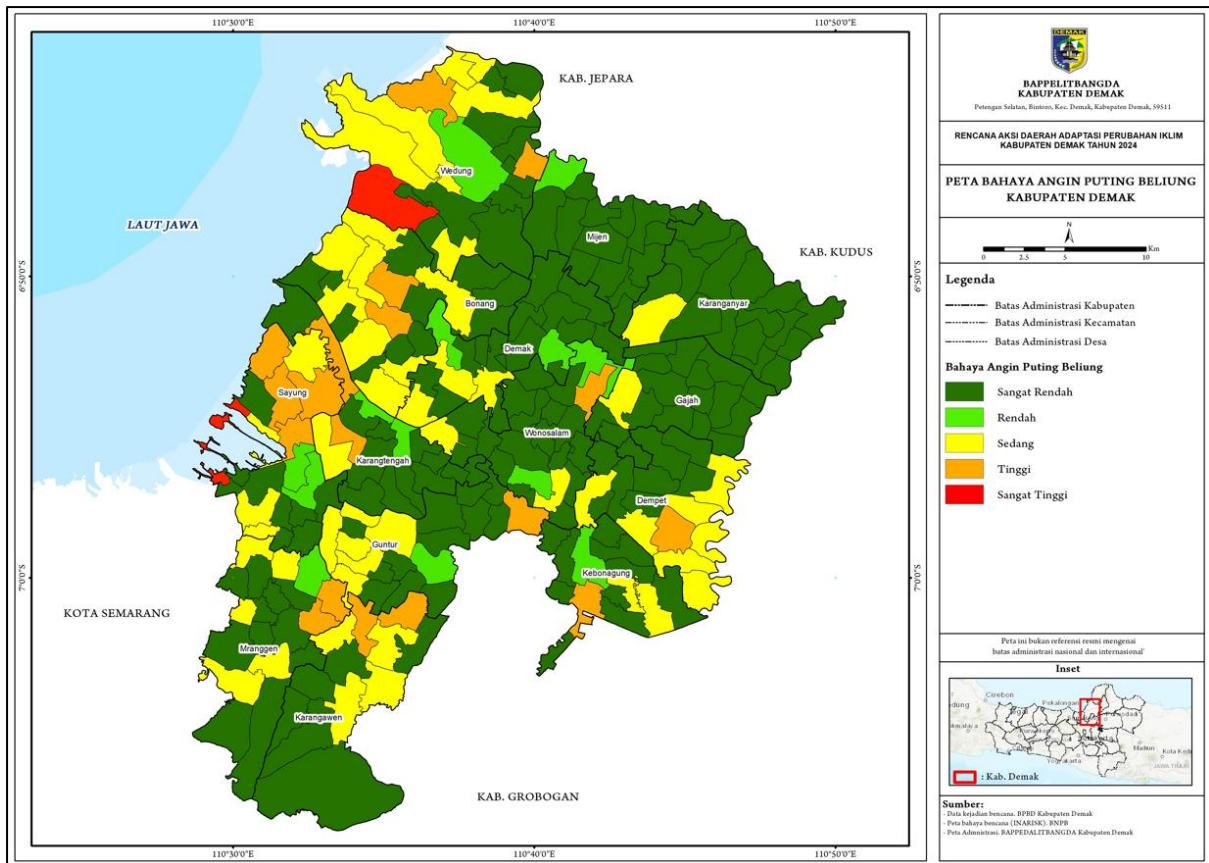 110°30'0"E
110°40'0"E
110°50'0"E
KAB. JEPARA
Wedung
LAUT JAWA
Mijen
KAB. KUDUS
6°50'0"S
6°50'0"S
Bonang
Karanganyar
Demak
Sayung
Gajah
Wonosalam
Karangtengah
Dempet
Guntur
Kebonagung
7°0'0"S
7°0'0"S
KOTA SEMARANG
Mranggen
Karangawen
KAB. GROBOGAN
110°30'0"E
110°40'0"E
110°50'0"E
DEMAK
BAPPELITBANGDA
KABUPATEN DEMAK
Petengan Selatan, Bintoro, Kec. Demak, Kabupaten Demak, 59511
RENCANA AKSI DAERAH ADAPTASI PERUBAHAN IKLIM
KABUPATEN DEMAK TAHUN 2024
PETA BAHAYA ANGIN PUTING BELIUNG
KABUPATEN DEMAK
N
Km
0 2.5 5 10
Legenda
Batas Administrasi Kabupaten
Batas Administrasi Kecamatan
Batas Administrasi Desa
Bahaya Angin Puting Beliung
Sangat Rendah
Rendah
Sedang
Tinggi
Sangat Tinggi
Peta ini bukan referensi resmi mengenai
batas administrasi nasional dan internasional'
Inset
Cirebon
Pekalongan
Yogyakarta
Madiun
JAWA TIMUR
: Kab. Demak
Sumber:
- Data kejadian bencana. BPBD Kabupaten Demak
- Peta bahaya bencana (INARISK). BNPB
- Peta Admnistrasi. BAPPEDALITBANGDA Kabupaten Demak